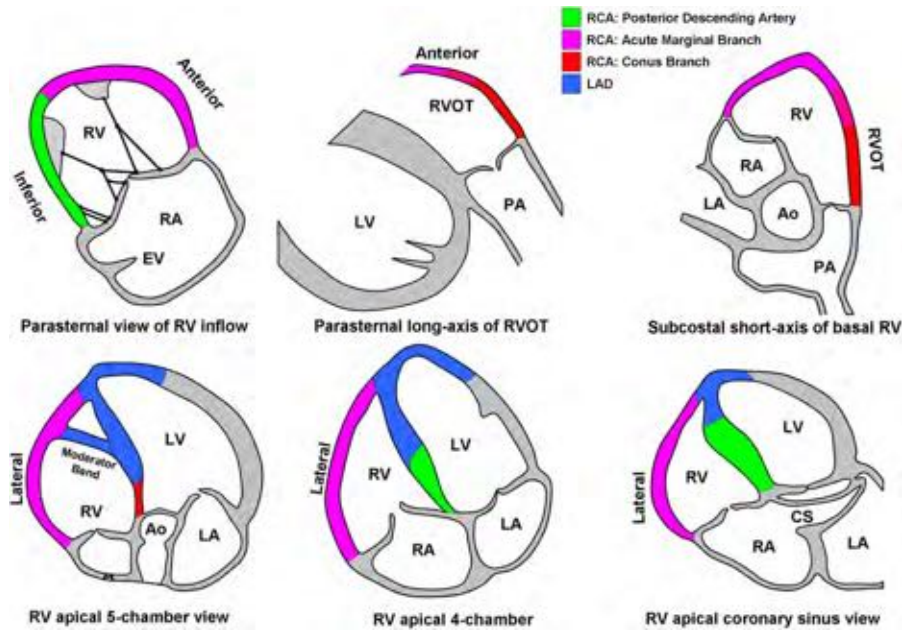 RCA: Posterior Descending Artery
RCA: Acute Marginal Branch
RCA: Conus Branch
LAD
Anterior
RV
Inferior
RA
EV
Parasternal view of RV inflow
Anterior
RVOT
LV
PA
Parasternal long-axis of RVOT
RV
RVOT
RA
LA
Ao
PA
Subcostal short-axis of basal RV
Lateral
LV
Moderator
Band
RV
Ao
LA
RV apical 5-chamber view
Lateral
LV
RV
RA
LA
RV apical 4-chamber
Lateral
LV
RV
CS
RA
LA
RV apical coronary sinus view